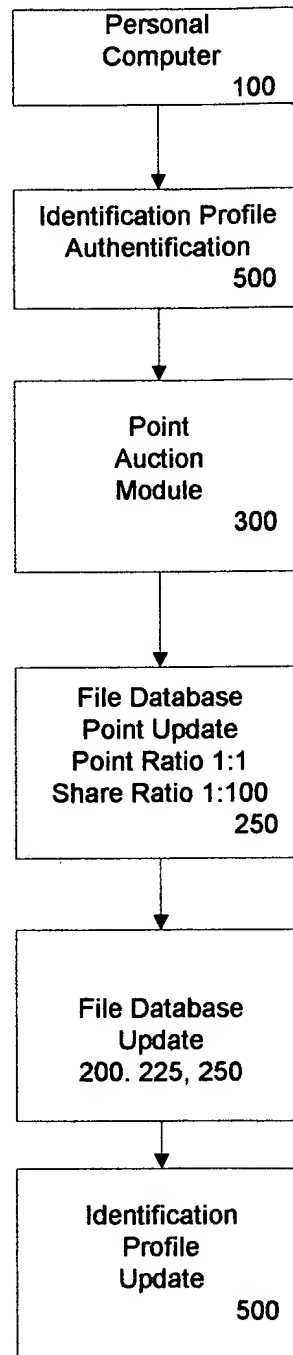 Personal
Computer
100
Identification Profile
Authentification
500
Point
Auction
Module
300
File Database
Point Update
Point Ratio 1:1
Share Ratio 1:100
250
File Database
Update
200. 225, 250
Identification
Profile
Update
500